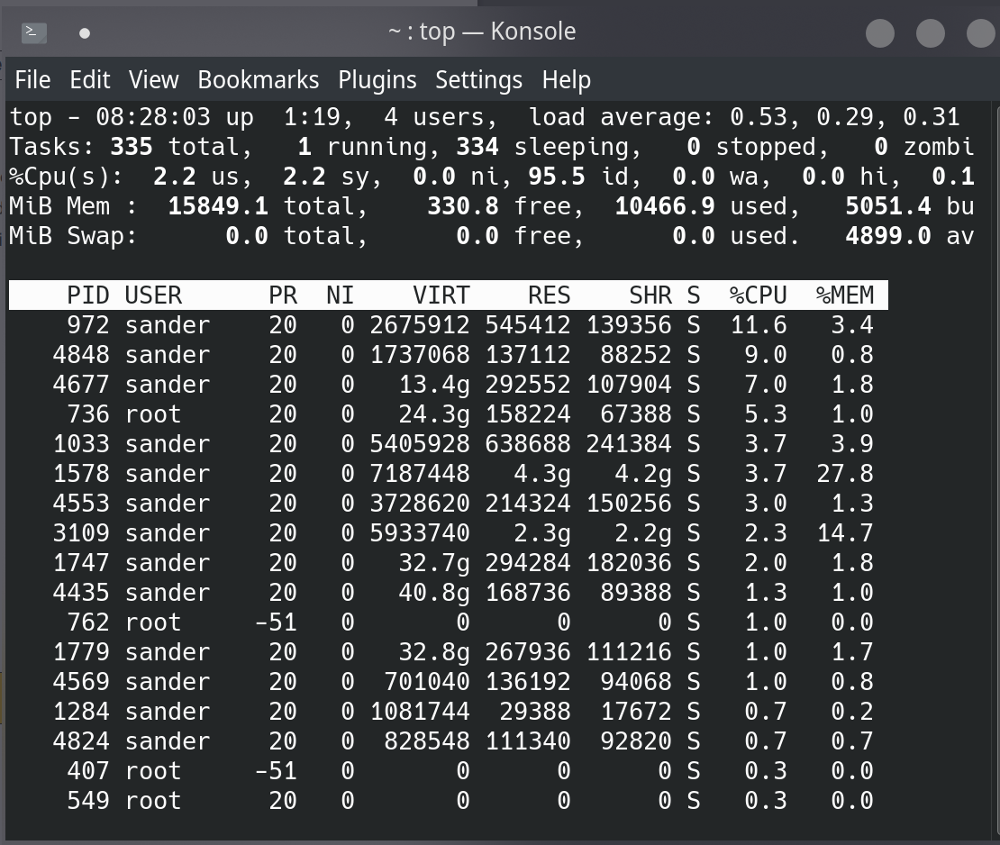 ~ : top — Konsole
File Edit View Bookmarks Plugins Settings Help
top - 08:28:03 up  1:19,  4 users,  load average: 0.53, 0.29, 0.31
Tasks: 335 total,   1 running, 334 sleeping,   0 stopped,   0 zombi
%Cpu(s):  2.2 us,  2.2 sy,  0.0 ni, 95.5 id,  0.0 wa,  0.0 hi,  0.1
MiB Mem :  15849.1 total,    330.8 free,  10466.9 used,   5051.4 bu
MiB Swap:      0.0 total,      0.0 free,      0.0 used.   4899.0 av
    PID USER      PR  NI    VIRT    RES    SHR S  %CPU  %MEM
    972 sander    20   0 2675912 545412 139356 S  11.6   3.4
   4848 sander    20   0 1737068 137112  88252 S   9.0   0.8
   4677 sander    20   0   13.4g 292552 107904 S   7.0   1.8
    736 root      20   0   24.3g 158224  67388 S   5.3   1.0
   1033 sander    20   0 5405928 638688 241384 S   3.7   3.9
   1578 sander    20   0 7187448   4.3g   4.2g S   3.7  27.8
   4553 sander    20   0 3728620 214324 150256 S   3.0   1.3
   3109 sander    20   0 5933740   2.3g   2.2g S   2.3  14.7
   1747 sander    20   0   32.7g 294284 182036 S   2.0   1.8
   4435 sander    20   0   40.8g 168736  89388 S   1.3   1.0
    762 root     -51   0       0      0      0 S   1.0   0.0
   1779 sander    20   0   32.8g 267936 111216 S   1.0   1.7
   4569 sander    20   0  701040 136192  94068 S   1.0   0.8
   1284 sander    20   0 1081744  29388  17672 S   0.7   0.2
   4824 sander    20   0  828548 111340  92820 S   0.7   0.7
    407 root     -51   0       0      0      0 S   0.3   0.0
    549 root      20   0       0      0      0 S   0.3   0.0